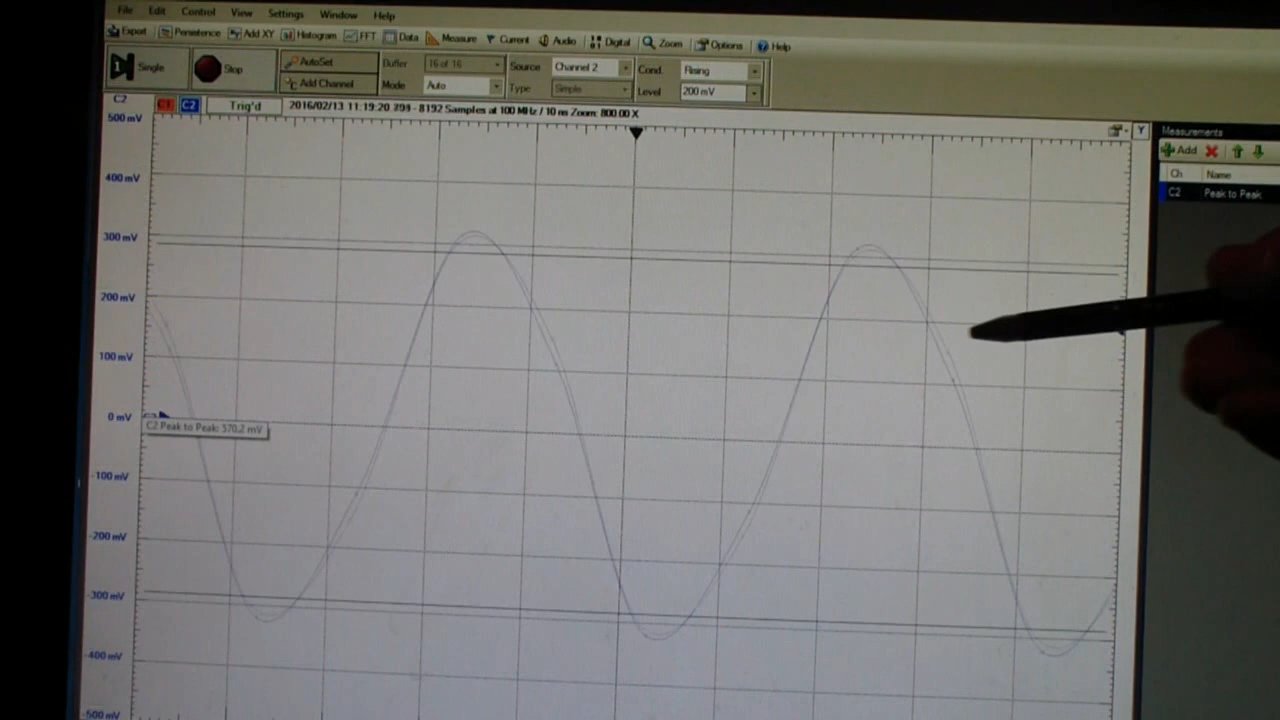 File Edit Control View Settings Window Help
Export Persistence Add XY Histogram FFT Data Measure Current Audio Digital Zoom Options Help
Single Stop AutoSet Buffer 16 of 16 Source Channel 2 Cond. Rising
Add Channel Mode Auto Type Simple Level 200 mV
C2 C1 C2 Trig'd 2016/02/13 11:19:20 - 8192 Samples at 100 MHz / 10 ns Zoom: 800.00 X
500 mV
400 mV
300 mV
200 mV
100 mV
0 mV
C2 Peak to Peak: 570.2 mV
-100 mV
-200 mV
-300 mV
-400 mV
-500 mV
Y
Measurements
Add
Ch Name
C2 Peak to Peak